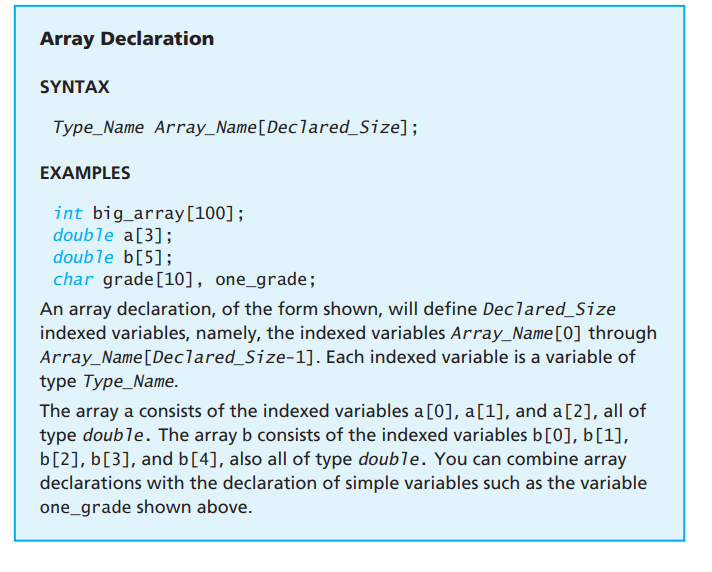 Array Declaration
SYNTAX
Type_Name Array_Name[Declared_Size];
EXAMPLES
int big_array[100];
double a[3];
double b[5];
char grade[10], one_grade;
An array declaration, of the form shown, will define Declared_Size
indexed variables, namely, the indexed variables Array_Name[0] through
Array_Name[Declared_Size-1]. Each indexed variable is a variable of
type Type_Name.
The array a consists of the indexed variables a[0], a[1], and a[2], all of
type double. The array b consists of the indexed variables b[0], b[1],
b[2], b[3], and b[4], also all of type double. You can combine array
declarations with the declaration of simple variables such as the variable
one_grade shown above.